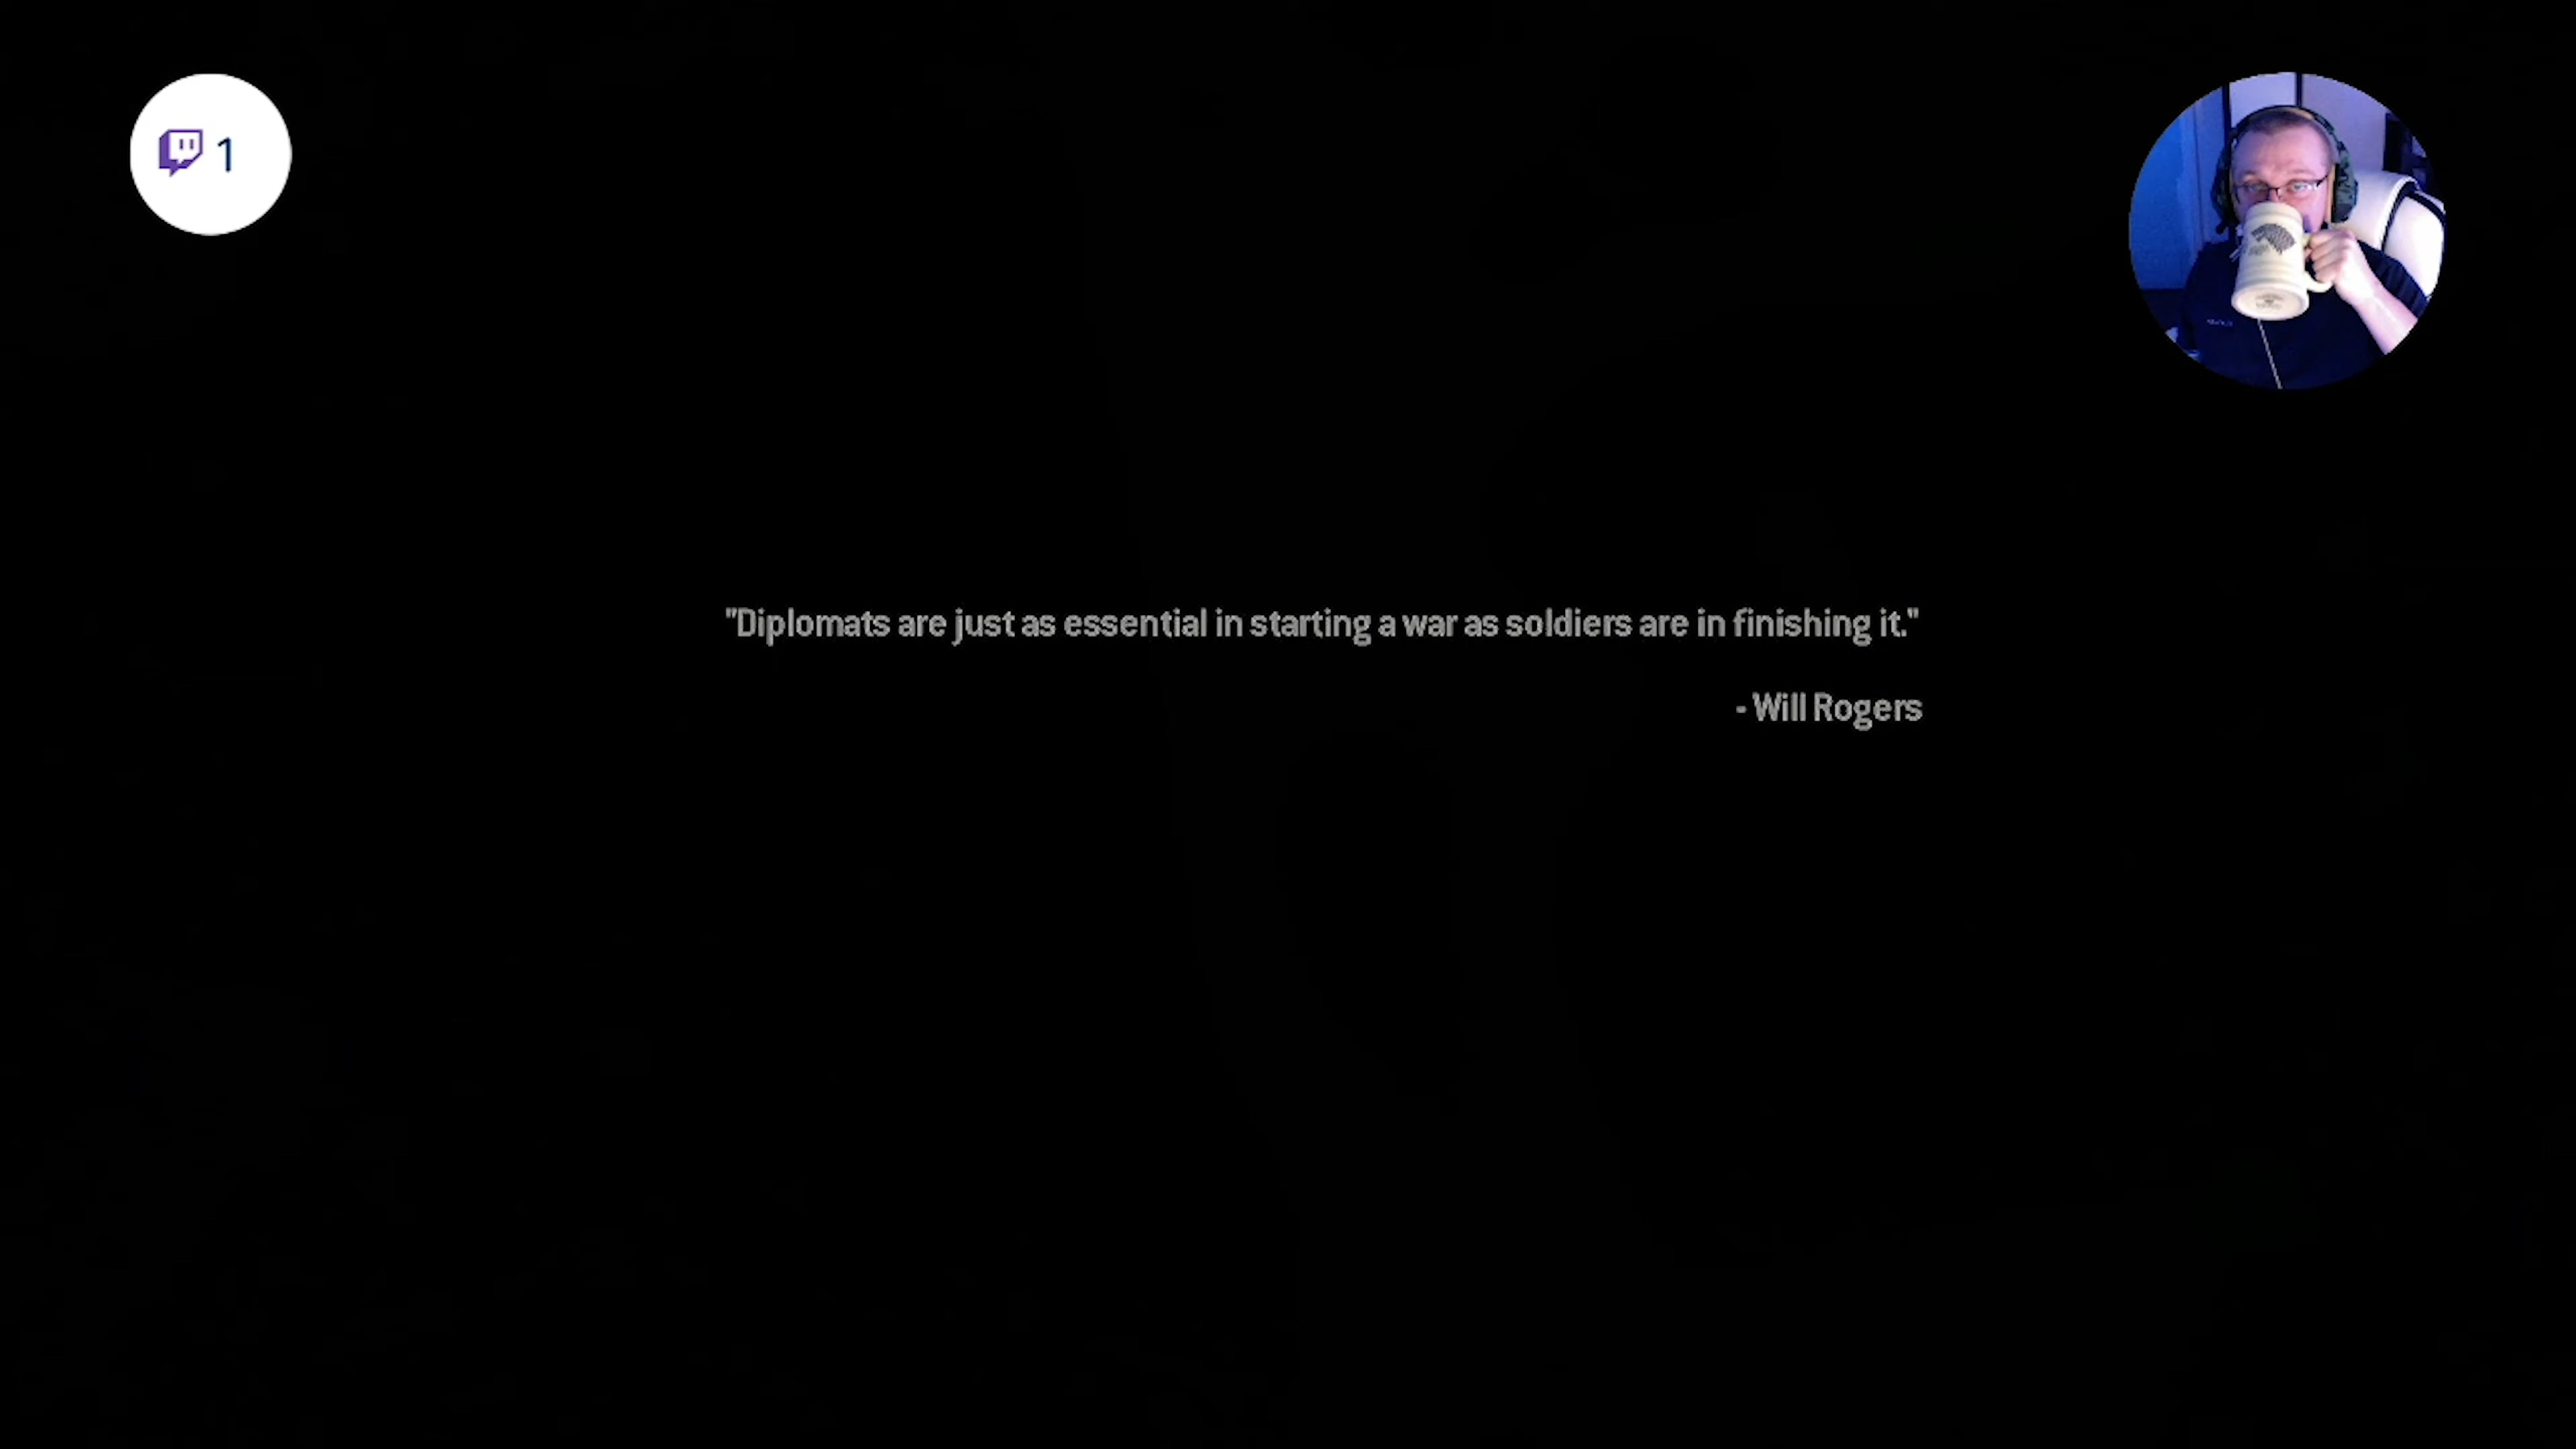 1
"Diplomats are just as essential in starting a war as soldiers are in finishing it."
- Will Rogers